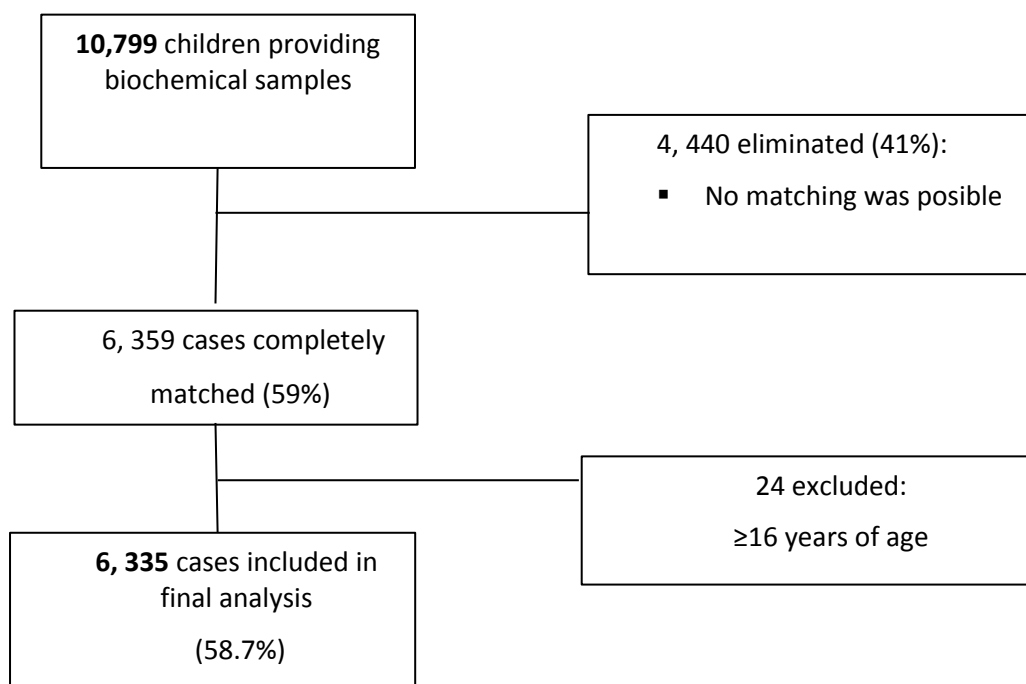 10,799 children providing
biochemical samples
4, 440 eliminated (41%):
▪ No matching was posible
6, 359 cases completely
matched (59%)
24 excluded:
≥16 years of age
6, 335 cases included in
final analysis
(58.7%)